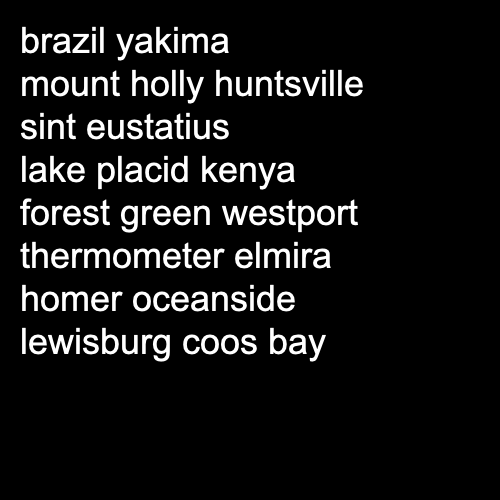 brazil yakima
mount holly huntsville
sint eustatius
lake placid kenya
forest green westport
thermometer elmira
homer oceanside
lewisburg coos bay